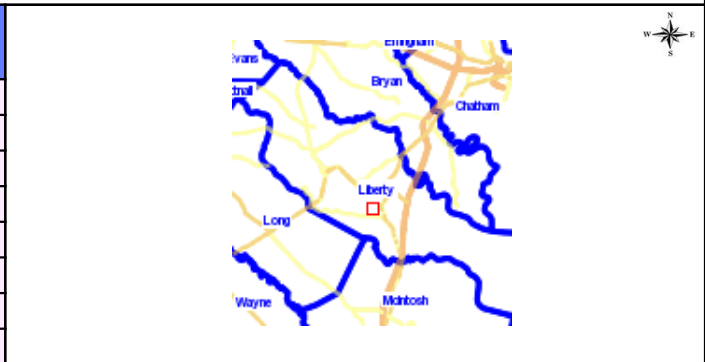 N
W E
S
Effingham
Evans
Bryan
Chatham
Liberty
Long
Wayne
McIntosh